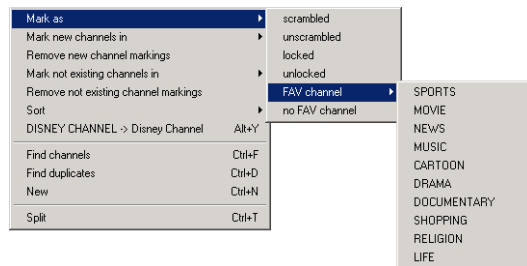 Mark as
Mark new channels in
Remove new channel markings
Mark not existing channels in
Remove not existing channel markings
Sort
DISNEY CHANNEL -> Disney Channel Alt+Y
Find channels Ctrl+F
Find duplicates Ctrl+D
New Ctrl+N
Split Ctrl+T
scrambled
unscrambled
locked
unlocked
FAV channel
no FAV channel
SPORTS
MOVIE
NEWS
MUSIC
CARTOON
DRAMA
DOCUMENTARY
SHOPPING
RELIGION
LIFE